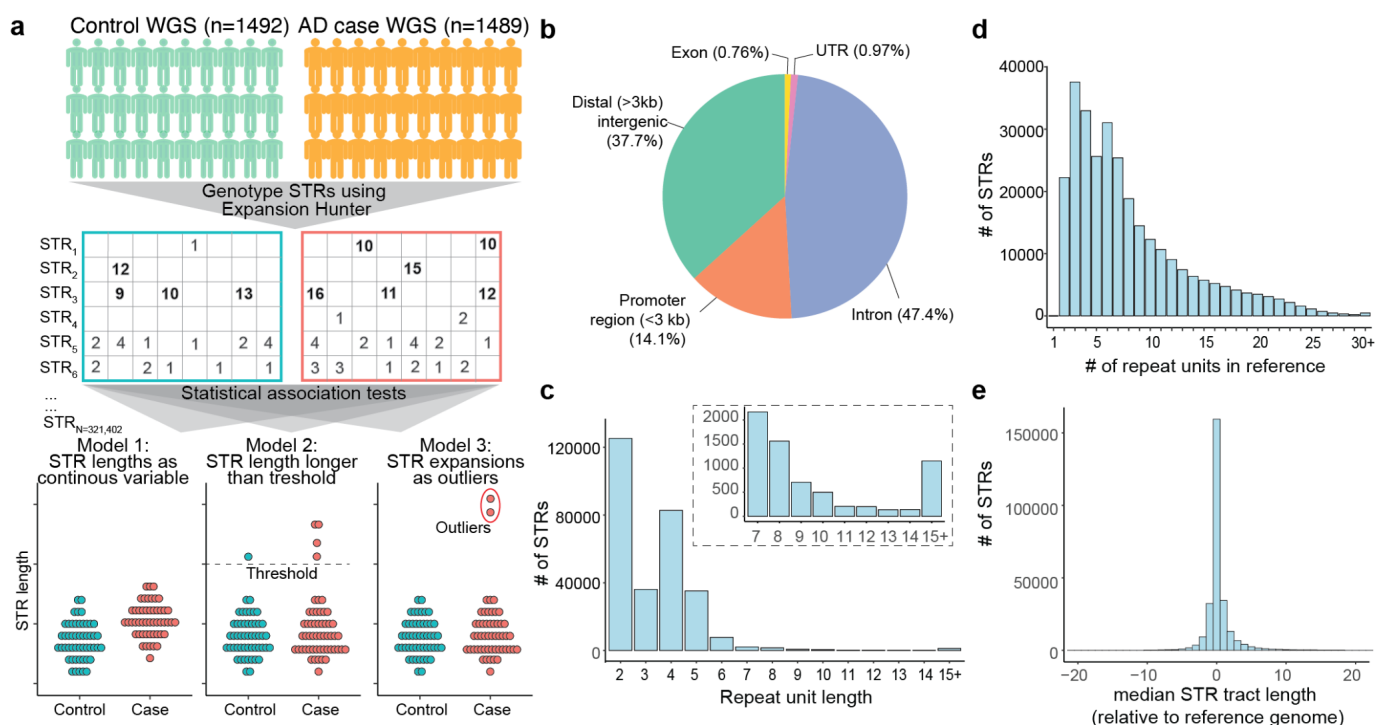 a
Control WGS (n=1492) AD case WGS (n=1489)
Genotype STRs using
Expansion Hunter
STR1 1 10 10
STR2 12 15
STR3 9 10 13 16 11 12
STR4 1 2
STR5 2 4 1 1 2 4 4 2 1 4 2 1
STR6 2 2 1 1 1 3 3 1 2 1 2
...
...
STRN=321,402
Statistical association tests
Model 1:
STR lengths as
continous variable
Model 2:
STR length longer
than treshold
Model 3:
STR expansions
as outliers
Outliers
Threshold
STR length
Control Case
Control Case
Control Case
b
Exon (0.76%)
UTR (0.97%)
Distal (>3kb)
intergenic
(37.7%)
Promoter
region (<3 kb)
(14.1%)
Intron (47.4%)
c
# of STRs
120000
80000
40000
0
2 3 4 5 6 7 8 9 10 11 12 13 14 15+
Repeat unit length
2000
1500
1000
500
0
7 8 9 10 11 12 13 14 15+
d
# of STRs
40000
30000
20000
10000
0
1 5 10 15 20 25 30+
# of repeat units in reference
e
# of STRs
150000
100000
50000
0
-20 -10 0 10 20
median STR tract length
(relative to reference genome)